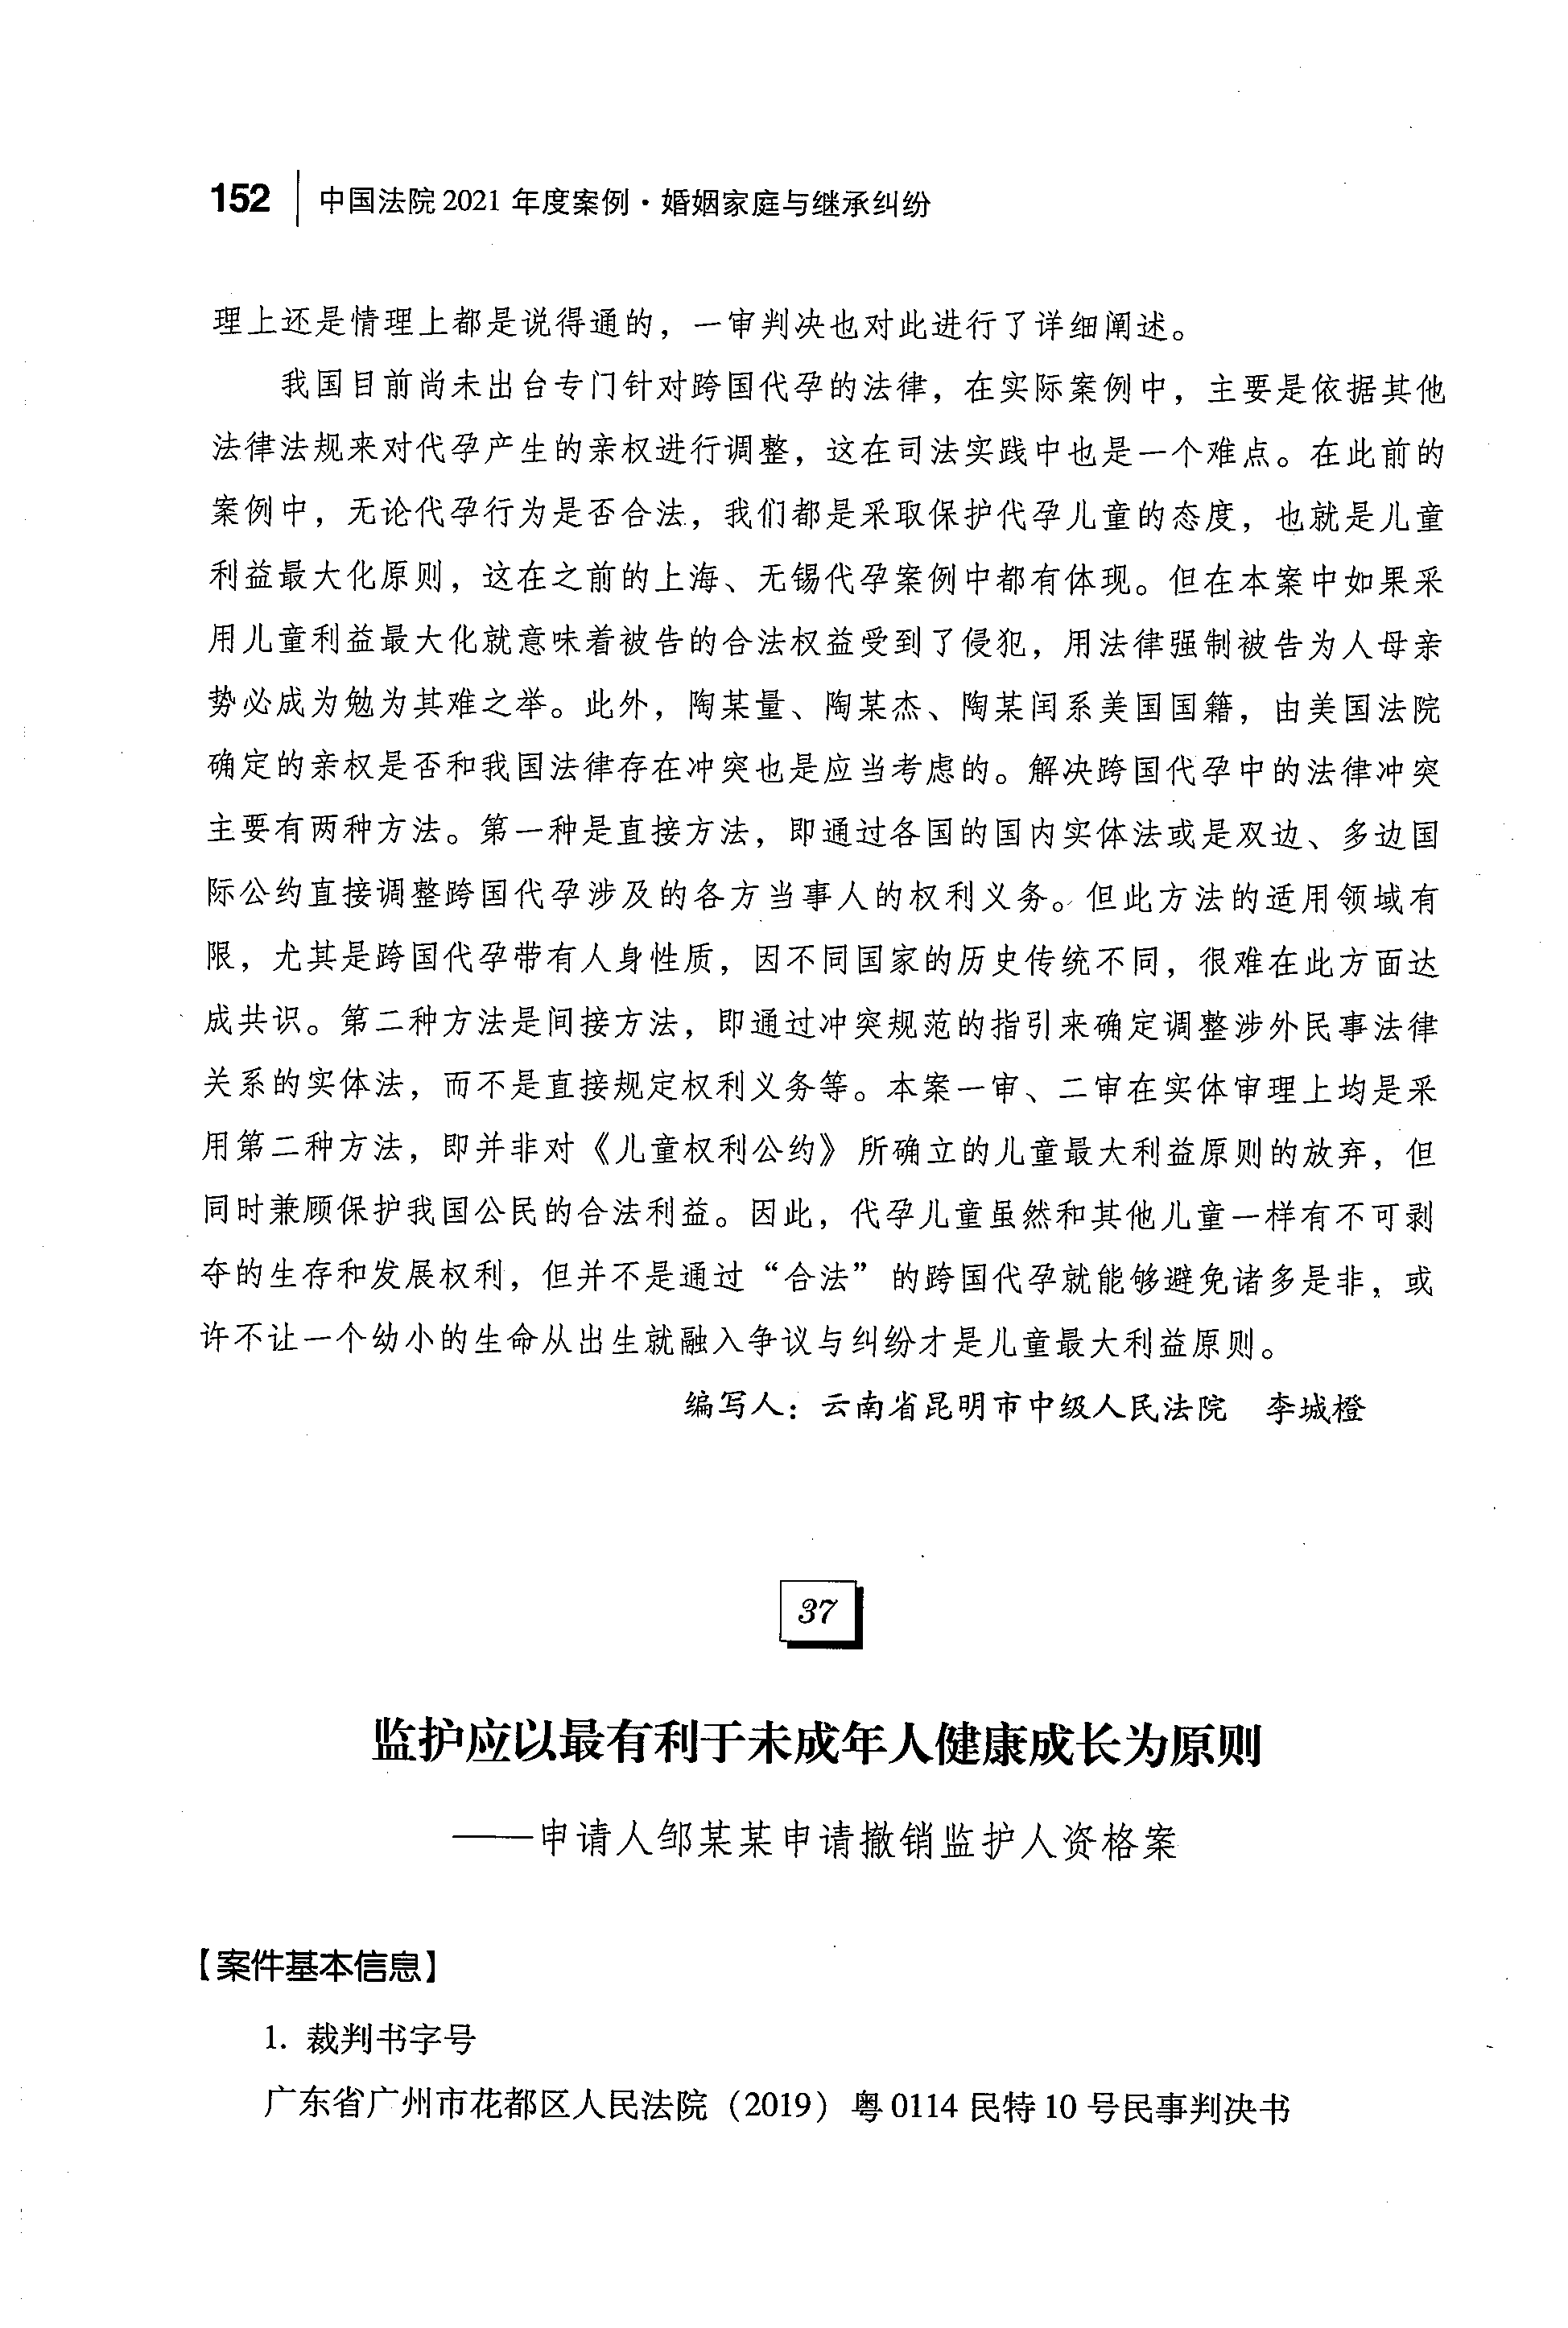 152 中国法院2021年度案例·婚姻家庭与继承纠纷
理上还是情理上都是说得通的，一审判决也对此进行了详细阐述。
我国目前尚未出台专门针对跨国代孕的法律，在实际案例中，主要是依据其他
法律法规来对代孕产生的亲权进行调整，这在司法实践中也是一个难点。在此前的
案例中，无论代孕行为是否合法，我们都是采取保护代孕儿童的态度，也就是儿童
利益最大化原则，这在之前的上海、无锡代孕案例中都有体现。但在本案中如果采
用儿童利益最大化就意味着被告的合法权益受到了侵犯，用法律强制被告为人母亲
势必成为勉为其难之举。此外，陶某量、陶某杰、陶某闰系美国国籍，由美国法院
确定的亲权是否和我国法律存在冲突也是应当考虑的。解决跨国代孕中的法律冲突
主要有两种方法。第一种是直接方法，即通过各国的国内实体法或是双边、多边国
际公约直接调整跨国代孕涉及的各方当事人的权利义务。但此方法的适用领域有
限，尤其是跨国代孕带有人身性质，因不同国家的历史传统不同，很难在此方面达
成共识。第二种方法是间接方法，即通过冲突规范的指引来确定调整涉外民事法律
关系的实体法，而不是直接规定权利义务等。本案一审、二审在实体审理上均是采
用第二种方法，即并非对《儿童权利公约》所确立的儿童最大利益原则的放弃，但
同时兼顾保护我国公民的合法利益。因此，代孕儿童虽然和其他儿童一样有不可剥
夺的生存和发展权利，但并不是通过“合法”的跨国代孕就能够避免诸多是非，或
许不让一个幼小的生命从出生就融入争议与纠纷才是儿童最大利益原则。
编写人：云南省昆明市中级人民法院 李城橙
37
监护应以最有利于未成年人健康成长为原则
——申请人邹某某申请撤销监护人资格案
【案件基本信息】
1. 裁判书字号
广东省广州市花都区人民法院（2019）粤0114民特10号民事判决书